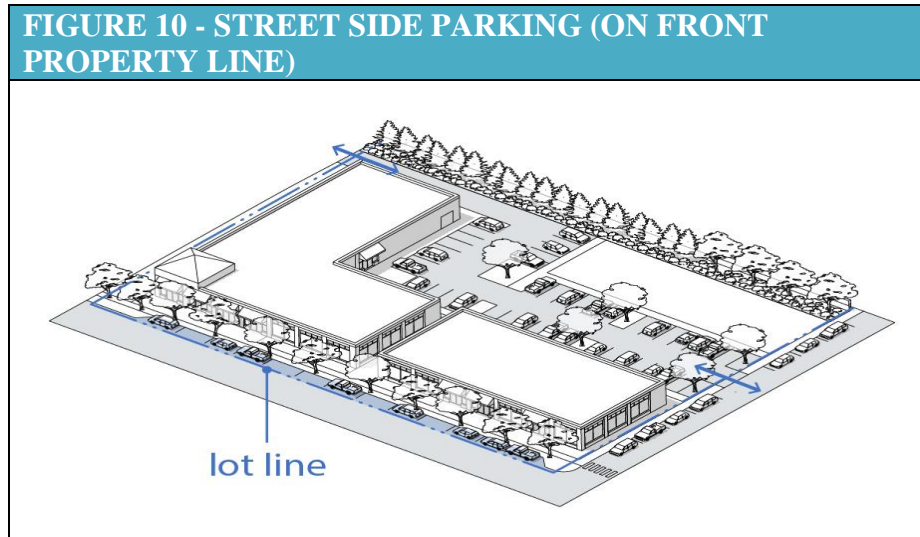 FIGURE 10 - STREET SIDE PARKING (ON FRONT
PROPERTY LINE)
lot line